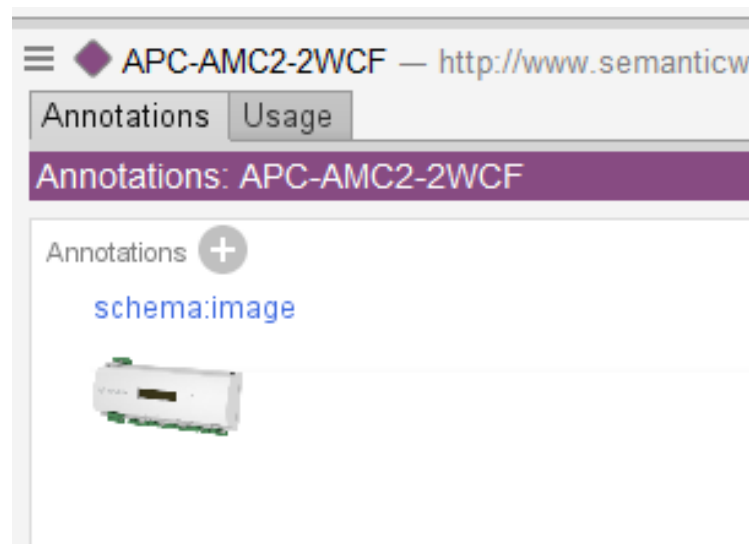 APC-AMC2-2WCF — http://www.semanticw
Annotations Usage
Annotations: APC-AMC2-2WCF
Annotations
schema:image